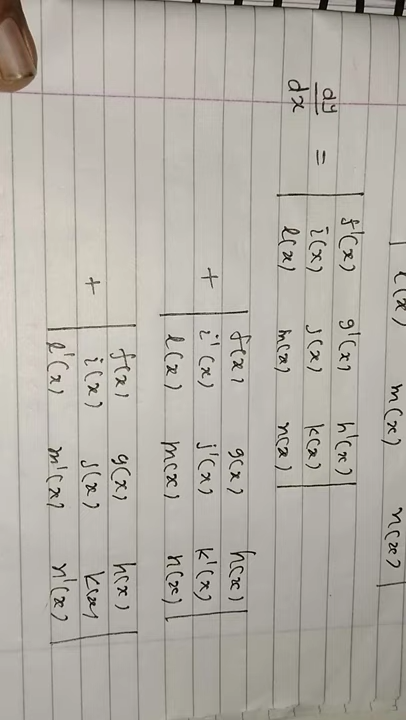 l(x) m(x) n(x) |
dy/dx = | f'(x) g'(x) h'(x) |
| i(x) j(x) k(x) |
| l(x) m(x) n(x) |
+ | f(x) g(x) h(x) |
| i'(x) j'(x) k'(x) |
| l(x) m(x) n(x) |
+ | f(x) g(x) h(x) |
| i(x) j(x) k(x) |
| l'(x) m'(x) n'(x) |